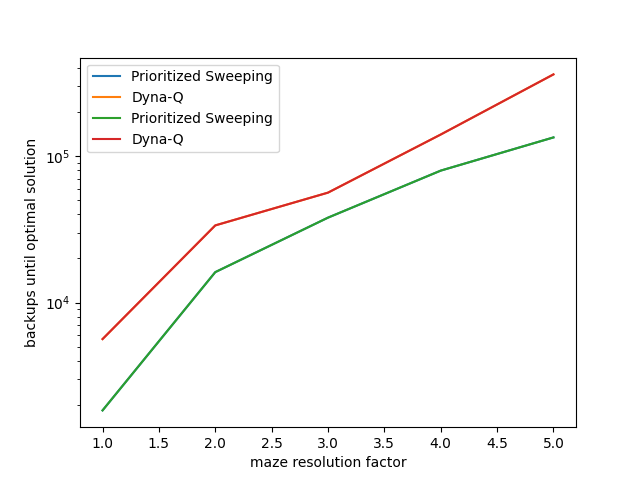 Prioritized Sweeping
Dyna-Q
Prioritized Sweeping
Dyna-Q
10^5
10^4
backups until optimal solution
1.0 1.5 2.0 2.5 3.0 3.5 4.0 4.5 5.0
maze resolution factor